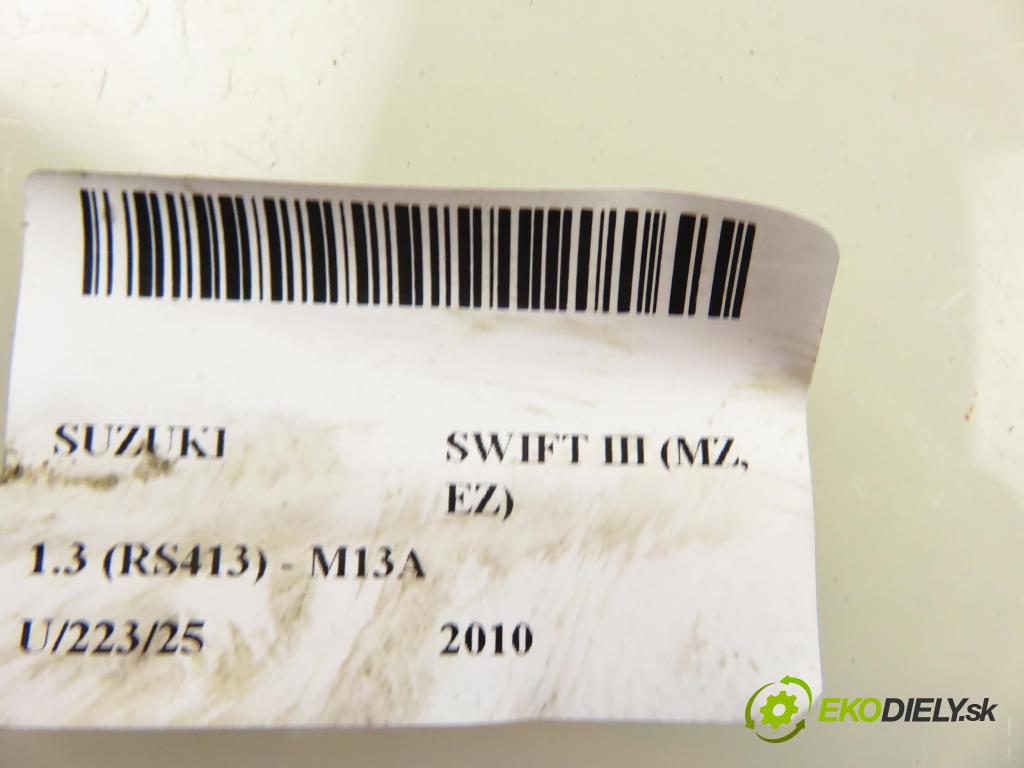 SUZUKI SWIFT III (MZ,
EZ)
1.3 (RS413) - M13A
U/223/25 2010
EKODIELY.sk